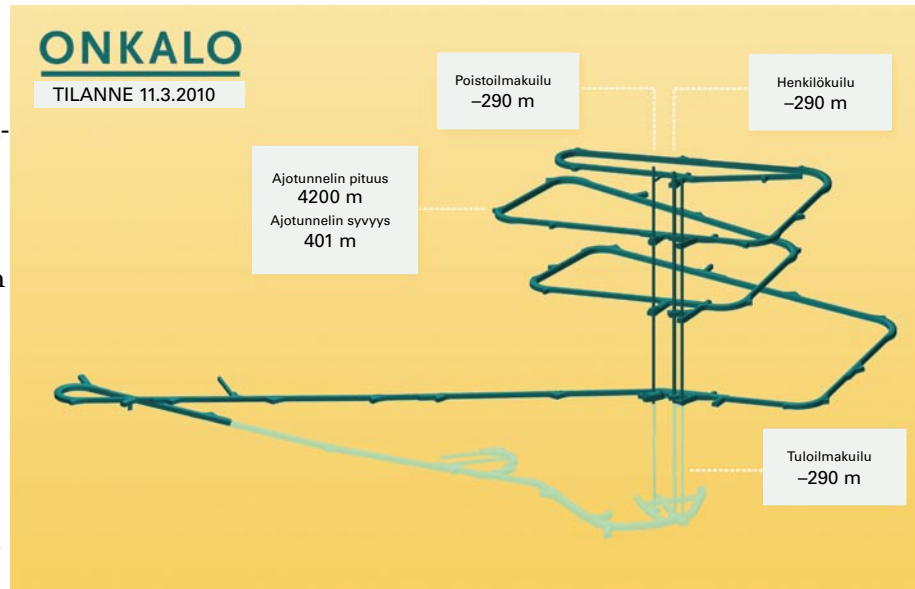 ONKALO
TILANNE 11.3.2010
Poistoilmakuilu
–290 m
Henkilökuilu
–290 m
Ajotunnelin pituus
4200 m
Ajotunnelin syvyys
401 m
Tuloilmakuilu
–290 m